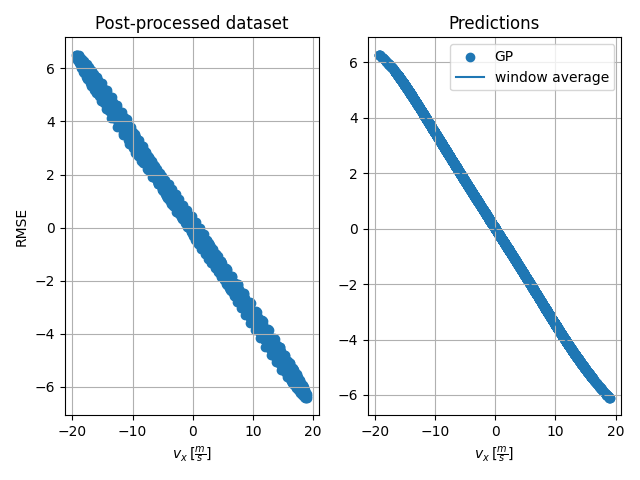 Post-processed dataset
RMSE
6
4
2
0
−2
−4
−6
−20 −10 0 10 20
v_x [m/s]
Predictions
GP
window average
6
4
2
0
−2
−4
−6
−20 −10 0 10 20
v_x [m/s]